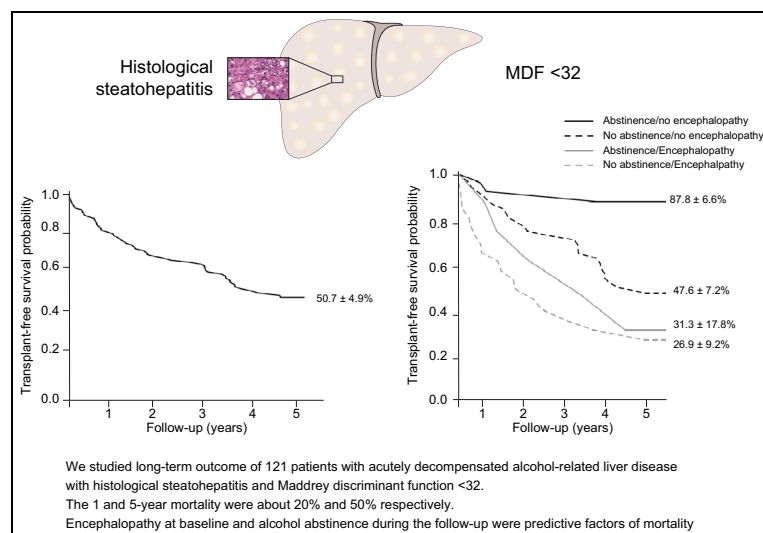 Histological
steatohepatitis
MDF <32
Abstinence/no encephalopathy
No abstinence/no encephalopathy
Abstinence/Encephalopathy
No abstinence/Encephalpathy
Transplant-free survival probability
1.0
0.8
0.6
0.4
0.2
0.0
50.7 ± 4.9%
1 2 3 4 5
Follow-up (years)
Transplant-free survival probability
1.0
0.8
0.6
0.4
0.2
0.0
87.8 ± 6.6%
47.6 ± 7.2%
31.3 ± 17.8%
26.9 ± 9.2%
1 2 3 4 5
Follow-up (years)
We studied long-term outcome of 121 patients with acutely decompensated alcohol-related liver disease
with histological steatohepatitis and Maddrey discriminant function <32.
The 1 and 5-year mortality were about 20% and 50% respectively.
Encephalopathy at baseline and alcohol abstinence during the follow-up were predictive factors of mortality